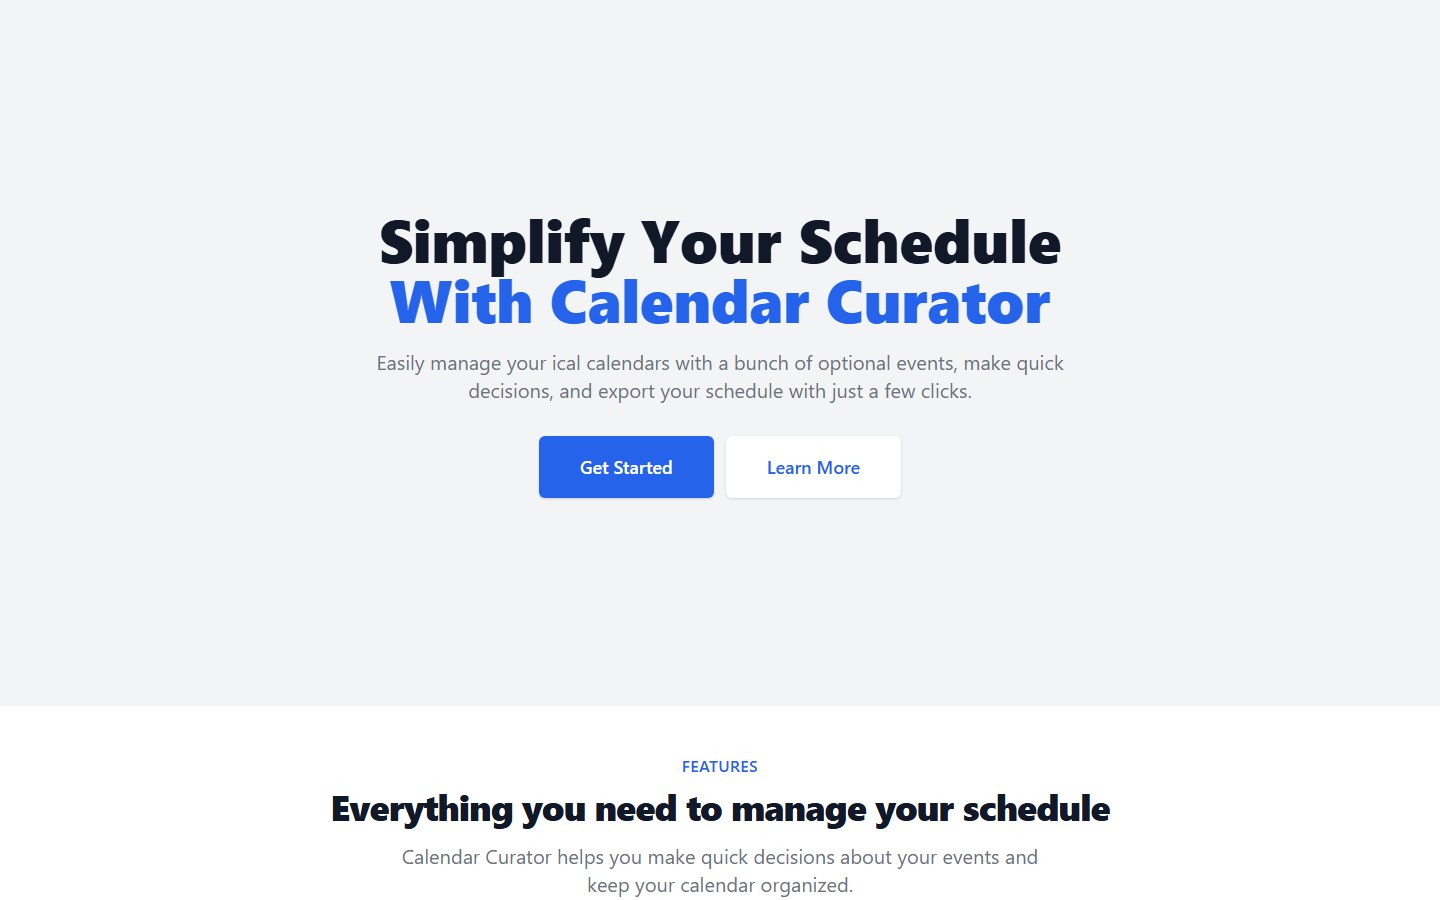 Simplify Your Schedule
With Calendar Curator
Easily manage your ical calendars with a bunch of optional events, make quick
decisions, and export your schedule with just a few clicks.
Get Started
Learn More
FEATURES
Everything you need to manage your schedule
Calendar Curator helps you make quick decisions about your events and
keep your calendar organized.